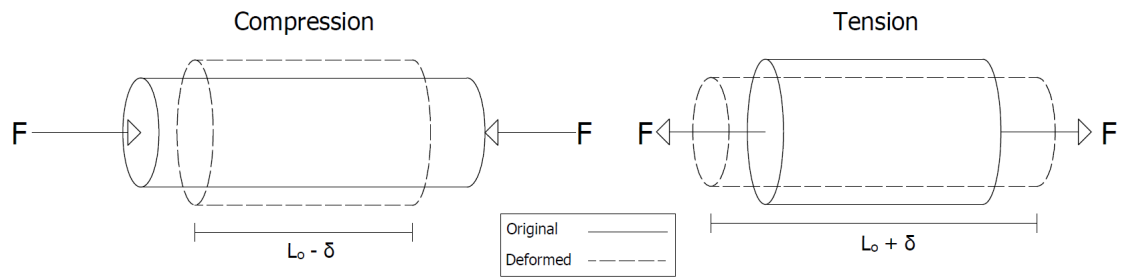 Compression
Tension
F
F
F
F
Lₒ - δ
Original
Deformed
Lₒ + δ